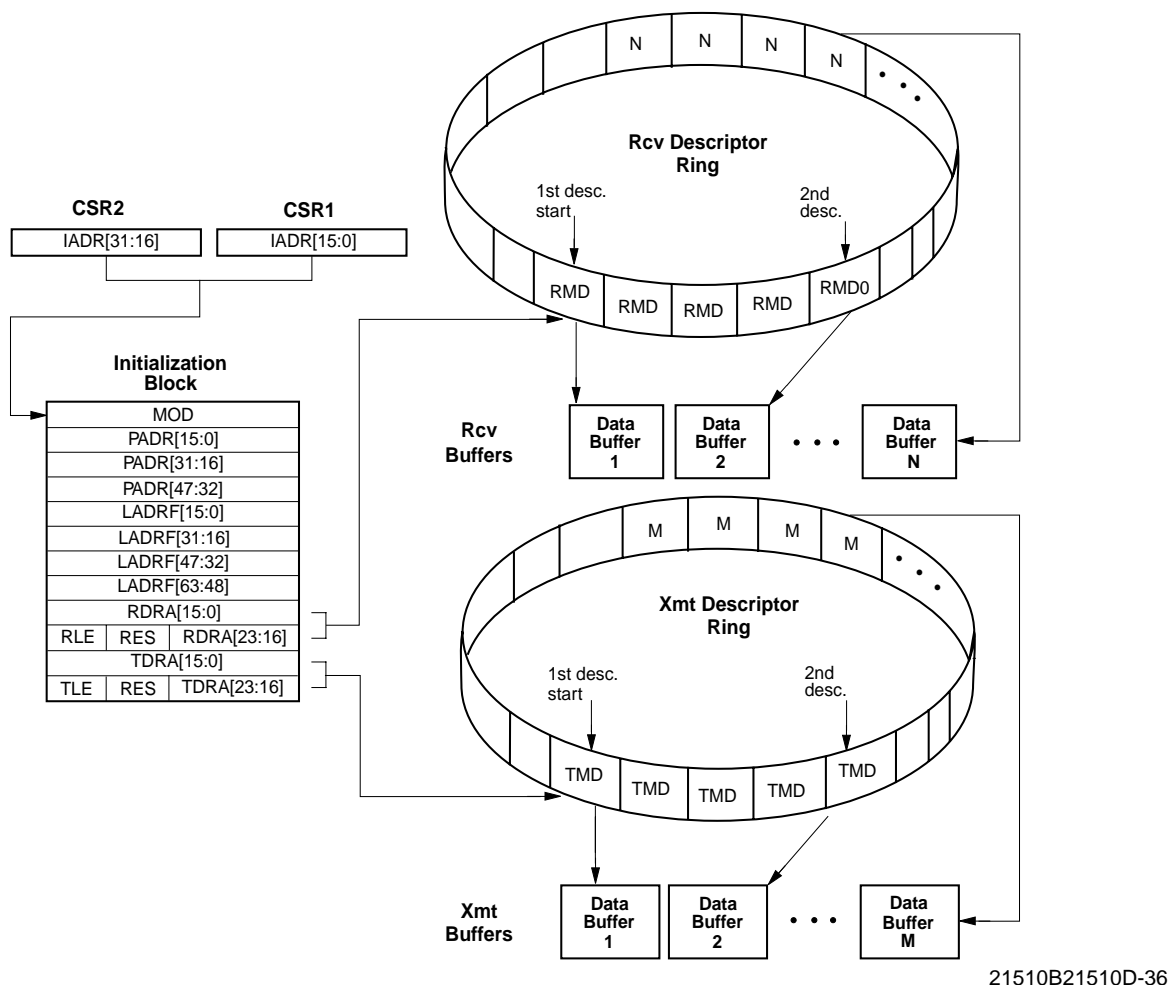 N N N N • • •
Rcv Descriptor
Ring
1st desc.
start
2nd
desc.
RMD RMD RMD RMD RMD0
CSR2
CSR1
IADR[31:16]
IADR[15:0]
Initialization
Block
MOD
PADR[15:0]
PADR[31:16]
PADR[47:32]
LADRF[15:0]
LADRF[31:16]
LADRF[47:32]
LADRF[63:48]
RDRA[15:0]
RLE RES RDRA[23:16]
TDRA[15:0]
TLE RES TDRA[23:16]
Rcv
Buffers
Data
Buffer
1
Data
Buffer
2
• • •
Data
Buffer
N
M M M M • • •
Xmt Descriptor
Ring
1st desc.
start
2nd
desc.
TMD TMD TMD TMD TMD
Xmt
Buffers
Data
Buffer
1
Data
Buffer
2
• • •
Data
Buffer
M
21510B21510D-36